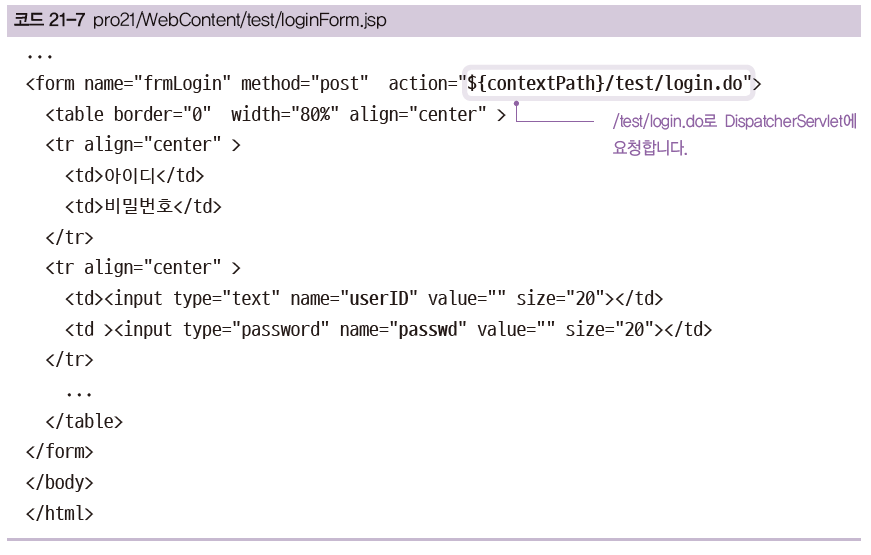 코드 21-7 pro21/WebContent/test/loginForm.jsp
...
<form name="frmLogin" method="post"  action="${contextPath}/test/login.do">
  <table border="0"  width="80%" align="center" >
/test/login.do로 DispatcherServlet에
요청합니다.
  <tr align="center" >
    <td>아이디</td>
    <td>비밀번호</td>
  </tr>
  <tr align="center" >
    <td><input type="text" name="userID" value="" size="20"></td>
    <td ><input type="password" name="passwd" value="" size="20"></td>
  </tr>
    ...
  </table>
</form>
</body>
</html>